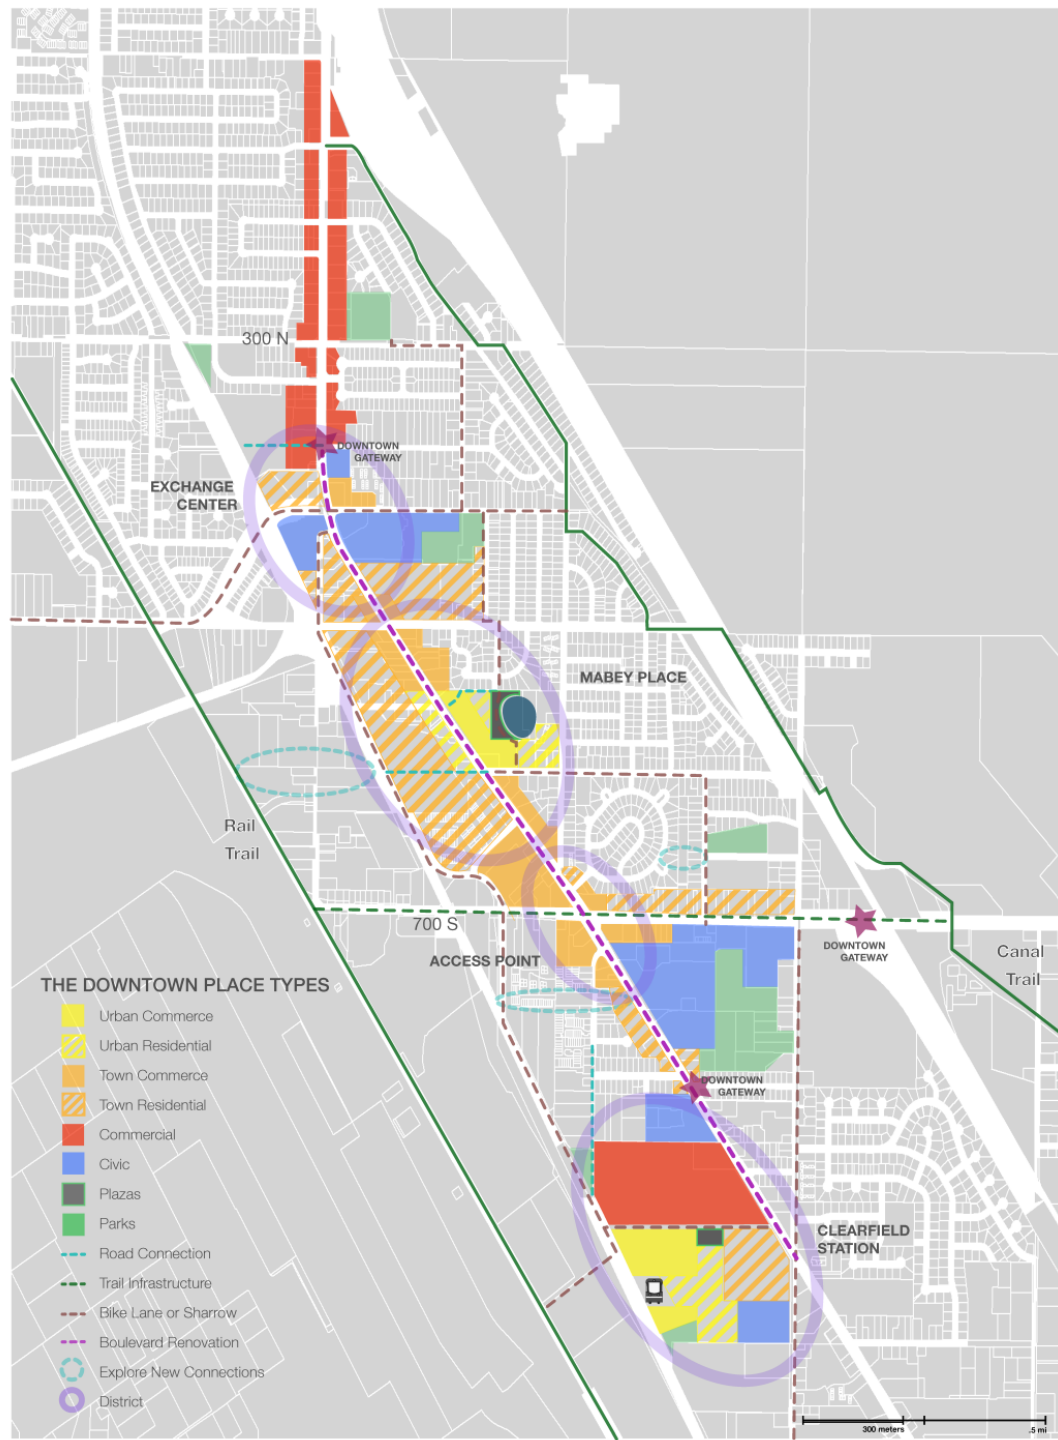 300 N
DOWNTOWN
GATEWAY
EXCHANGE
CENTER
MABEY PLACE
Rail
Trail
700 S
ACCESS POINT
DOWNTOWN
GATEWAY
Canal
Trail
THE DOWNTOWN PLACE TYPES
Urban Commerce
Urban Residential
Town Commerce
Town Residential
Commercial
Civic
Plazas
Parks
Road Connection
Trail Infrastructure
Bike Lane or Sharrow
Boulevard Renovation
Explore New Connections
District
DOWNTOWN
GATEWAY
CLEARFIELD
STATION
300 meters
.5 mi